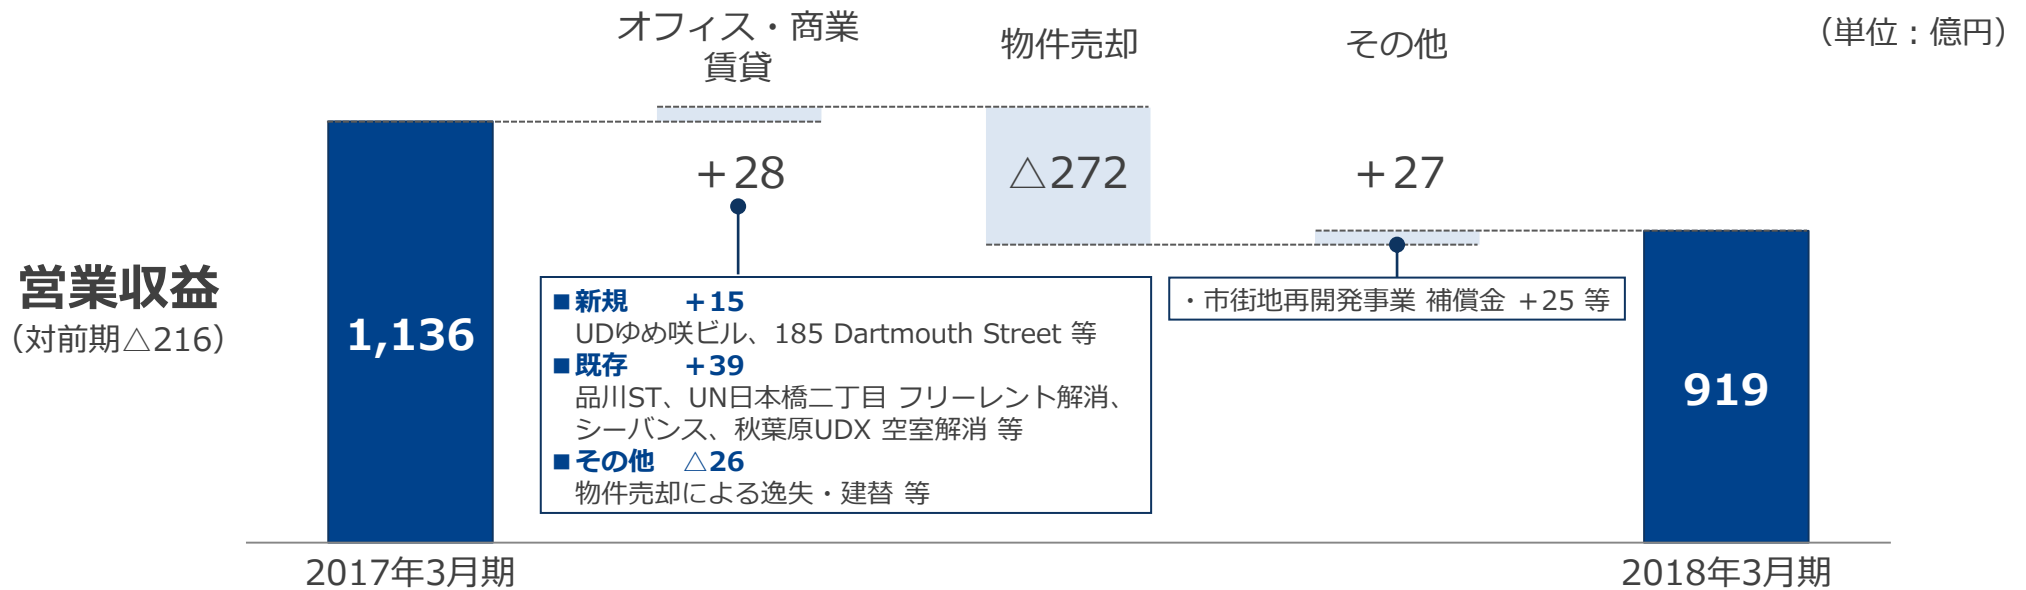 オフィス・商業
賃貸
物件売却
その他
（単位：億円）
＋28
△272
＋27
営業収益
（対前期△216）
1,136
■新規　＋15
UDゆめ咲ビル、185 Dartmouth Street 等
■既存　＋39
品川ST、UN日本橋二丁目 フリーレント解消、
シーバンス、秋葉原UDX 空室解消 等
■その他　△26
物件売却による逸失・建替 等
・市街地再開発事業 補償金 ＋25 等
919
2017年3月期
2018年3月期